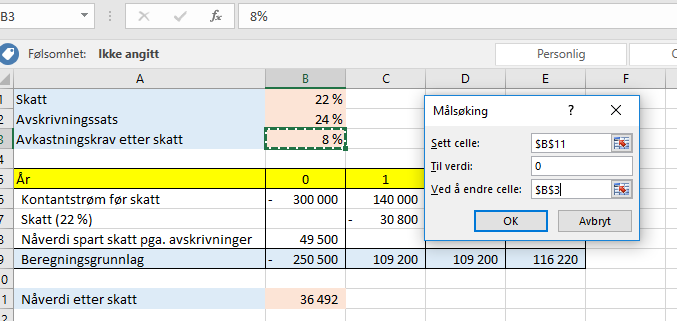 B3 8%
Følsomhet: Ikke angitt Personlig
A B C D E F
1 Skatt 22 %
2 Avskrivningssats 24 %
3 Avkastningskrav etter skatt 8 %
4
5 År 0 1
6 Kontantstrøm før skatt - 300 000 140 000
7 Skatt (22 %) - 30 800
8 Nåverdi spart skatt pga. avskrivninger 49 500
9 Beregningsgrunnlag - 250 500 109 200 109 200 116 220
0
1 Nåverdi etter skatt 36 492
2
Målsøking ? ×
Sett celle: $B$11
Til verdi: 0
Ved å endre celle: $B$3
OK Avbryt